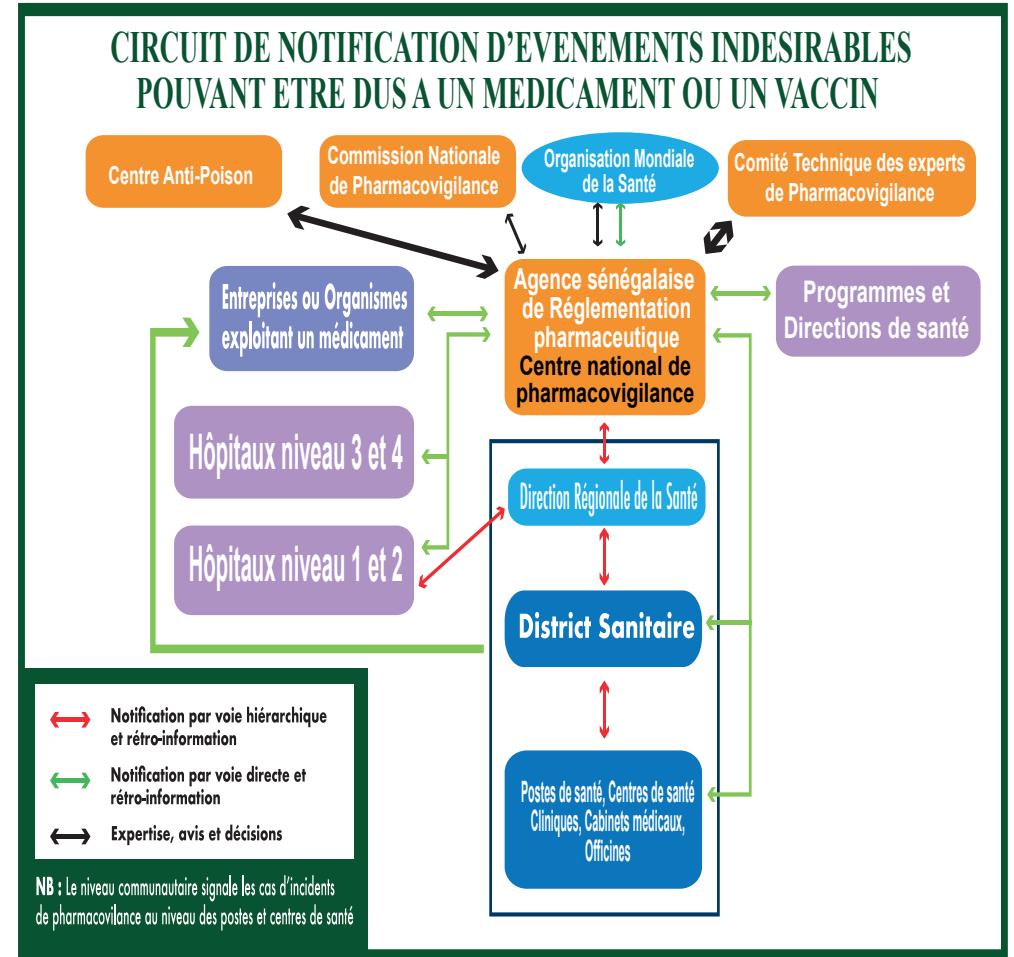 CIRCUIT DE NOTIFICATION D'EVENEMENTS INDESIRABLES
POUVANT ETRE DUS A UN MEDICAMENT OU UN VACCIN
Centre Anti-Poison
Commission Nationale
de Pharmacovigilance
Organisation Mondiale
de la Santé
Comité Technique des experts
de Pharmacovigilance
Entreprises ou Organismes
exploitant un médicament
Agence sénégalaise
de Réglementation
pharmaceutique
Centre national de
pharmacovigilance
Programmes et
Directions de santé
Hôpitaux niveau 3 et 4
Direction Régionale de la Santé
Hôpitaux niveau 1 et 2
District Sanitaire
Postes de santé, Centres de santé
Cliniques, Cabinets médicaux,
Officines
Notification par voie hiérarchique
et rétro-information
Notification par voie directe et
rétro-information
Expertise, avis et décisions
NB : Le niveau communautaire signale les cas d'incidents
de pharmacovilance au niveau des postes et centres de santé